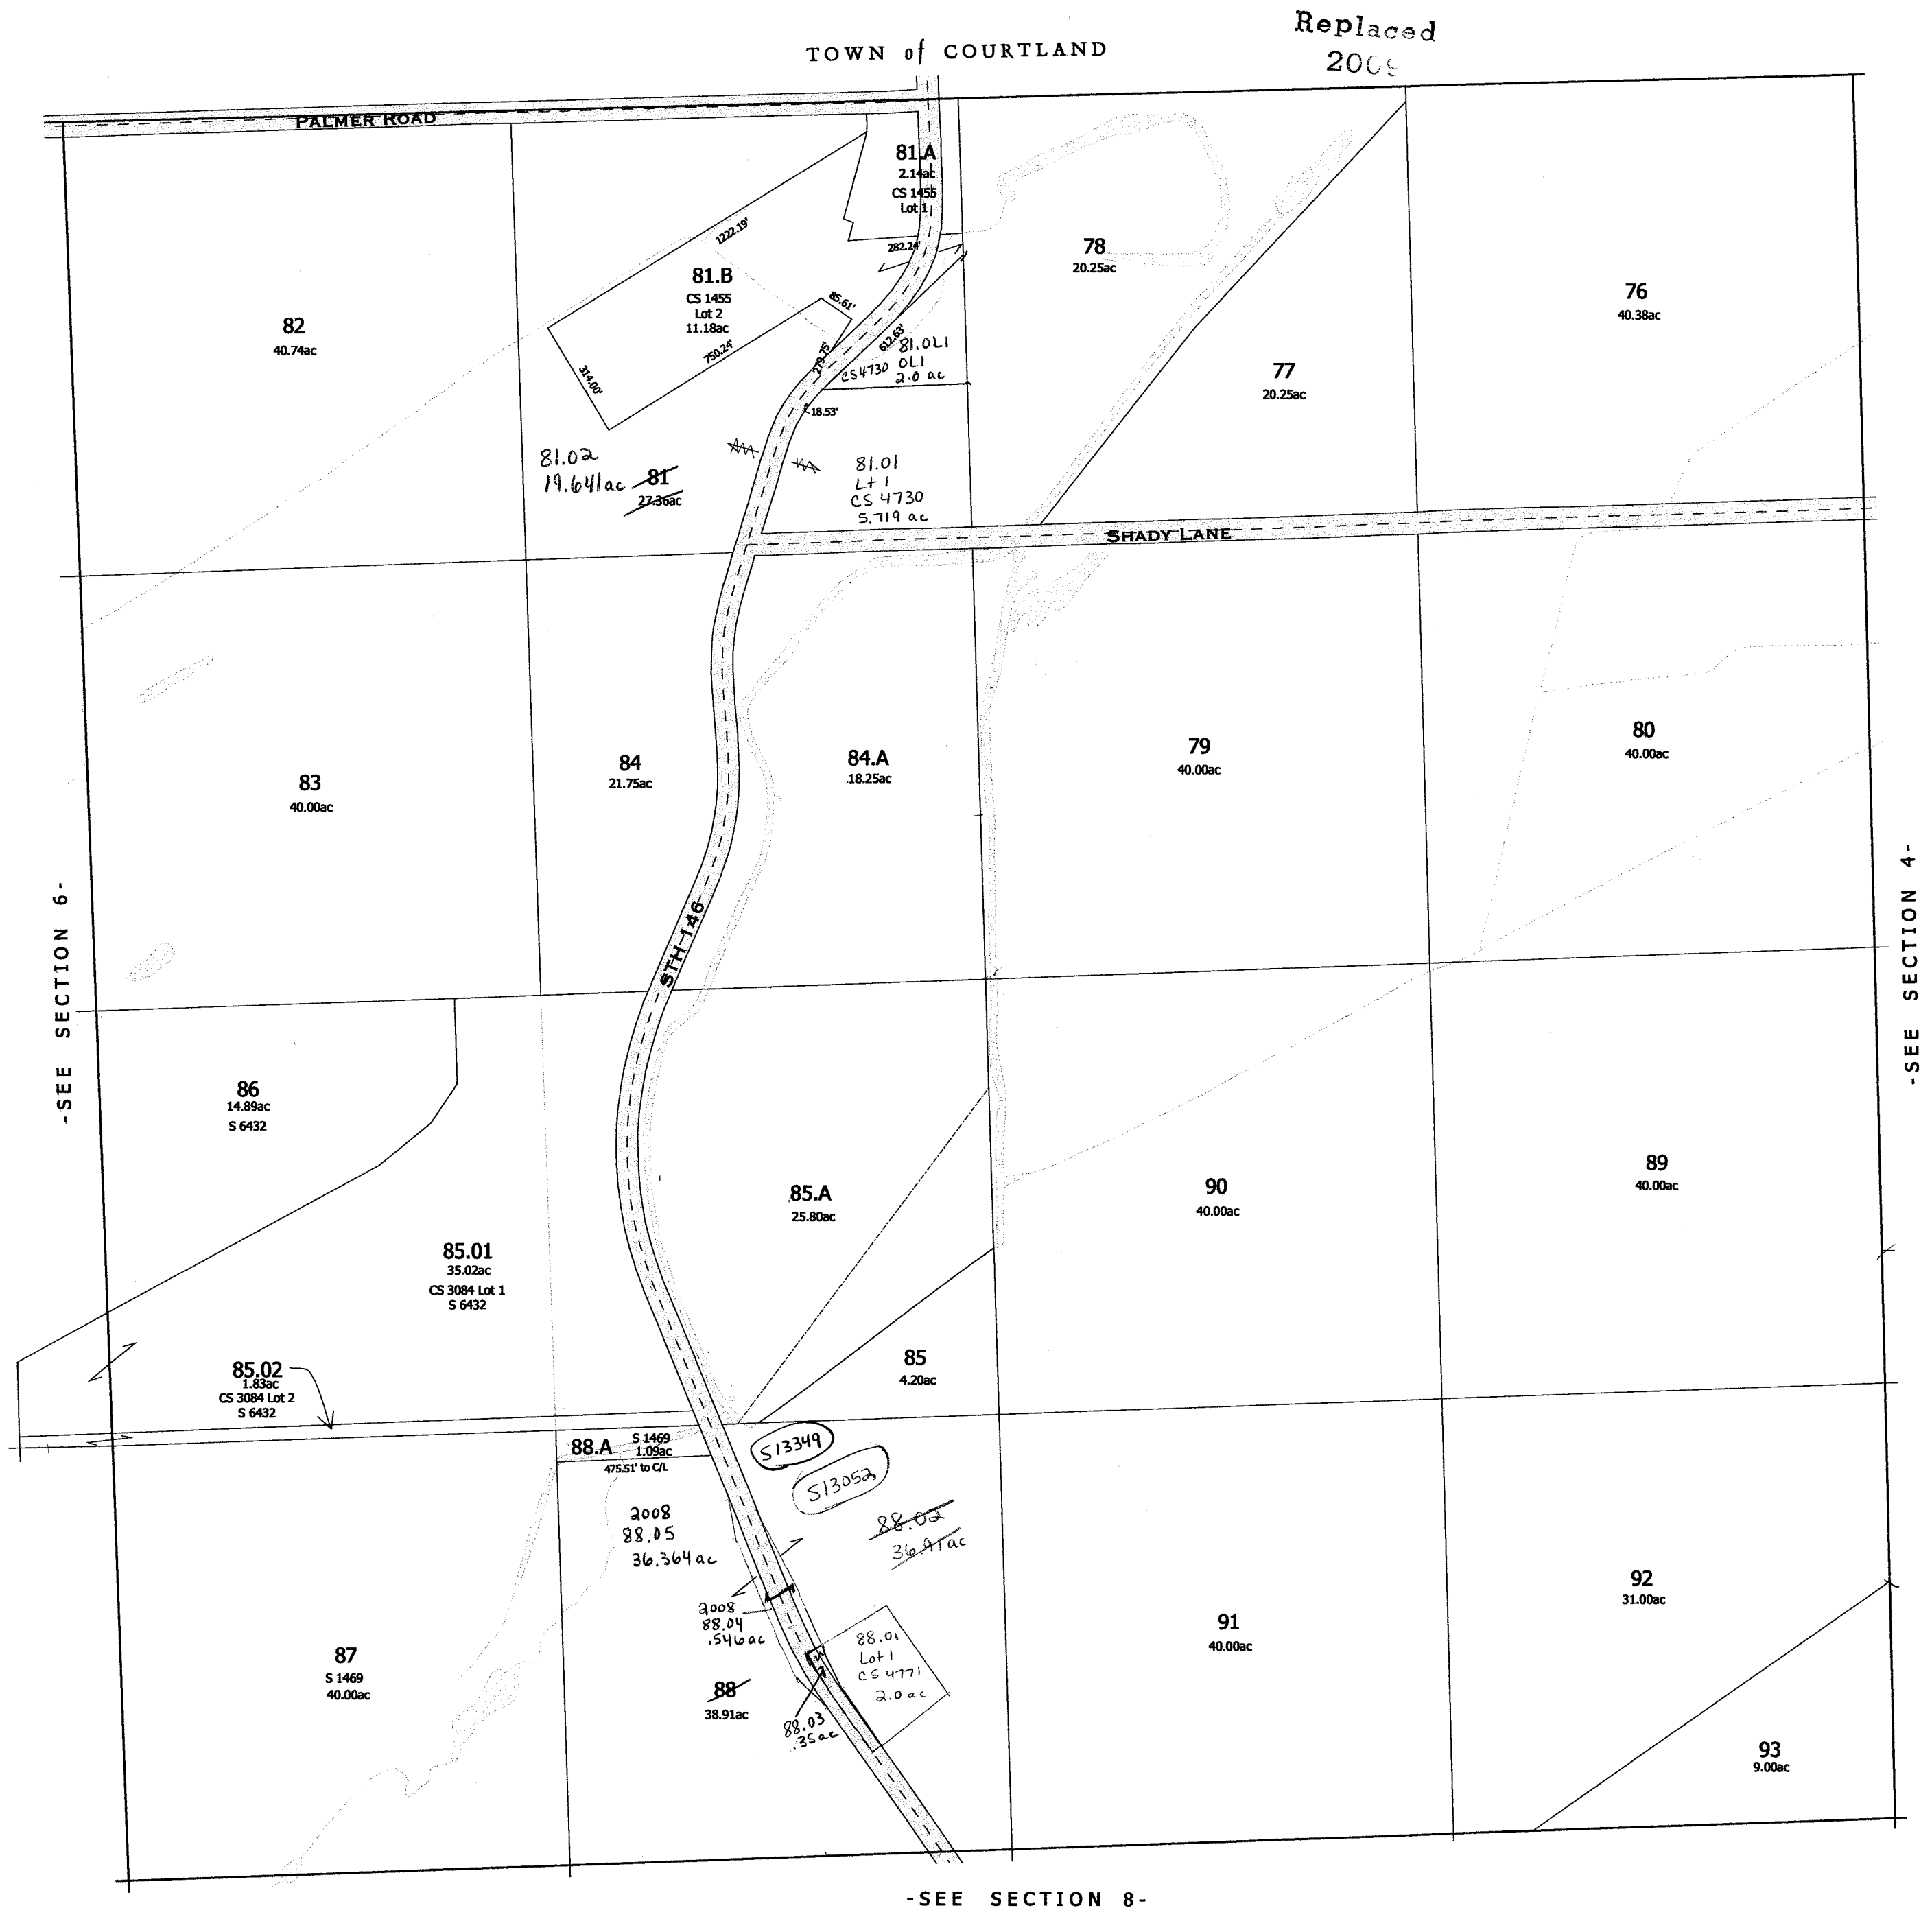 Replaced
TOWN of COURTLAND
PALMER ROAD
81.A
2.14ac
CS 1455
Lot 1
282.24'
1222.19'
81.B
CS 1455
Lot 2
11.18ac
85.61'
750.24'
314.00'
279.75'
612.63'
81.OL1
CS4730 OL1
2.0 ac
18.53'
78
20.25ac
76
40.38ac
77
20.25ac
82
40.74ac
81.02
19.641ac
81
27.36ac
81.01
Lt 1
CS 4730
5.719 ac
SHADY LANE
83
40.00ac
84
21.75ac
84.A
18.25ac
79
40.00ac
80
40.00ac
-SEE SECTION 6-
-SEE SECTION 4-
STH 146
86
14.89ac
S 6432
85.A
25.80ac
90
40.00ac
89
40.00ac
85.01
35.02ac
CS 3084 Lot 1
S 6432
85.02
1.83ac
CS 3084 Lot 2
S 6432
85
4.20ac
88.A
S 1469
1.09ac
475.51' to C/L
S13349
S13052
2008
88.05
36.364ac
88.02
36.91ac
2008
88.04
.546ac
88.01
Lot 1
CS 4771
2.0 ac
88
38.91ac
88.03
.35ac
87
S 1469
40.00ac
91
40.00ac
92
31.00ac
93
9.00ac
-SEE SECTION 8-